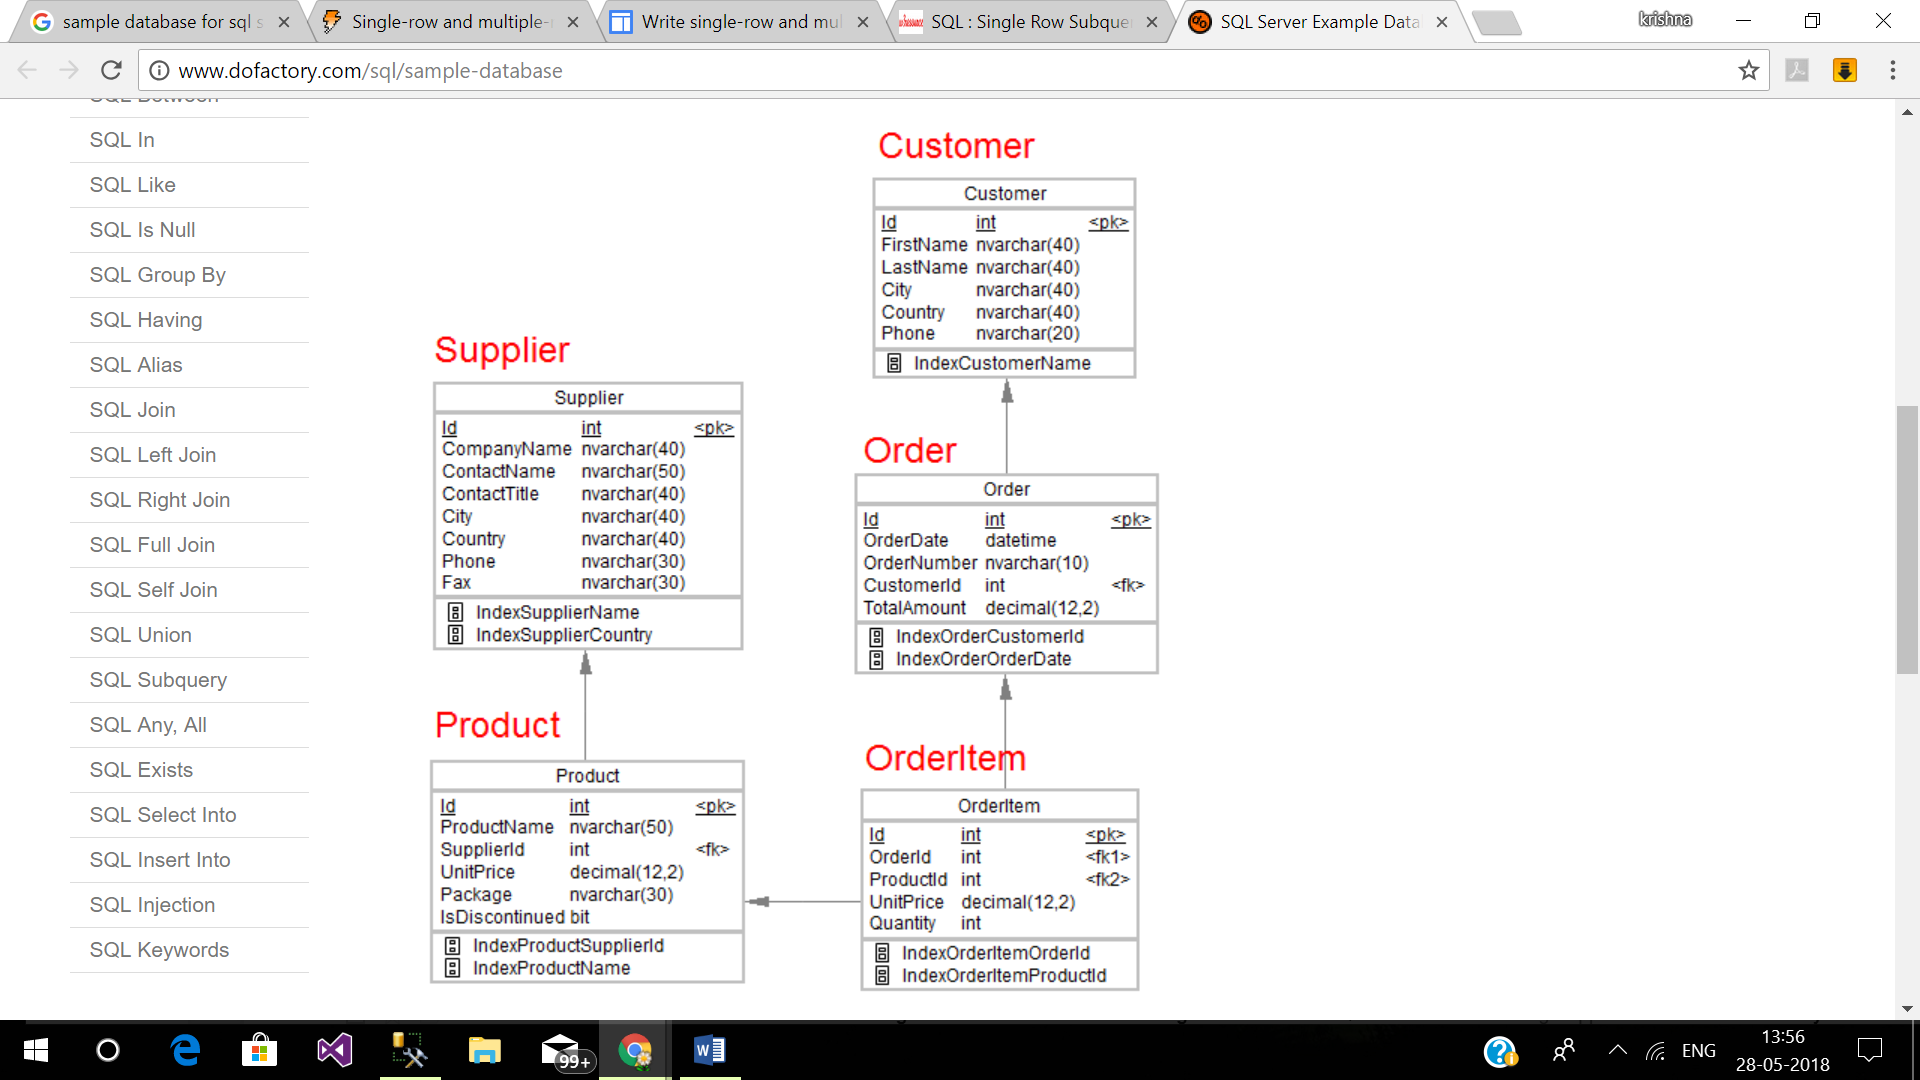 sample database for sql s
Single-row and multiple-
Write single-row and mul
SQL : Single Row Subque
SQL Server Example Data
krishna
www.dofactory.com/sql/sample-database
SQL Between
SQL In
SQL Like
SQL Is Null
SQL Group By
SQL Having
SQL Alias
SQL Join
SQL Left Join
SQL Right Join
SQL Full Join
SQL Self Join
SQL Union
SQL Subquery
SQL Any, All
SQL Exists
SQL Select Into
SQL Insert Into
SQL Injection
SQL Keywords
Customer
Customer
Id int <pk>
FirstName nvarchar(40)
LastName nvarchar(40)
City nvarchar(40)
Country nvarchar(40)
Phone nvarchar(20)
IndexCustomerName
Supplier
Supplier
Id int <pk>
CompanyName nvarchar(40)
ContactName nvarchar(50)
ContactTitle nvarchar(40)
City nvarchar(40)
Country nvarchar(40)
Phone nvarchar(30)
Fax nvarchar(30)
IndexSupplierName
IndexSupplierCountry
Order
Order
Id int <pk>
OrderDate datetime
OrderNumber nvarchar(10)
CustomerId int <fk>
TotalAmount decimal(12,2)
IndexOrderCustomerId
IndexOrderOrderDate
Product
Product
Id int <pk>
ProductName nvarchar(50)
SupplierId int <fk>
UnitPrice decimal(12,2)
Package nvarchar(30)
IsDiscontinued bit
IndexProductSupplierId
IndexProductName
OrderItem
OrderItem
Id int <pk>
OrderId int <fk1>
ProductId int <fk2>
UnitPrice decimal(12,2)
Quantity int
IndexOrderItemOrderId
IndexOrderItemProductId
99+
ENG
13:56
28-05-2018